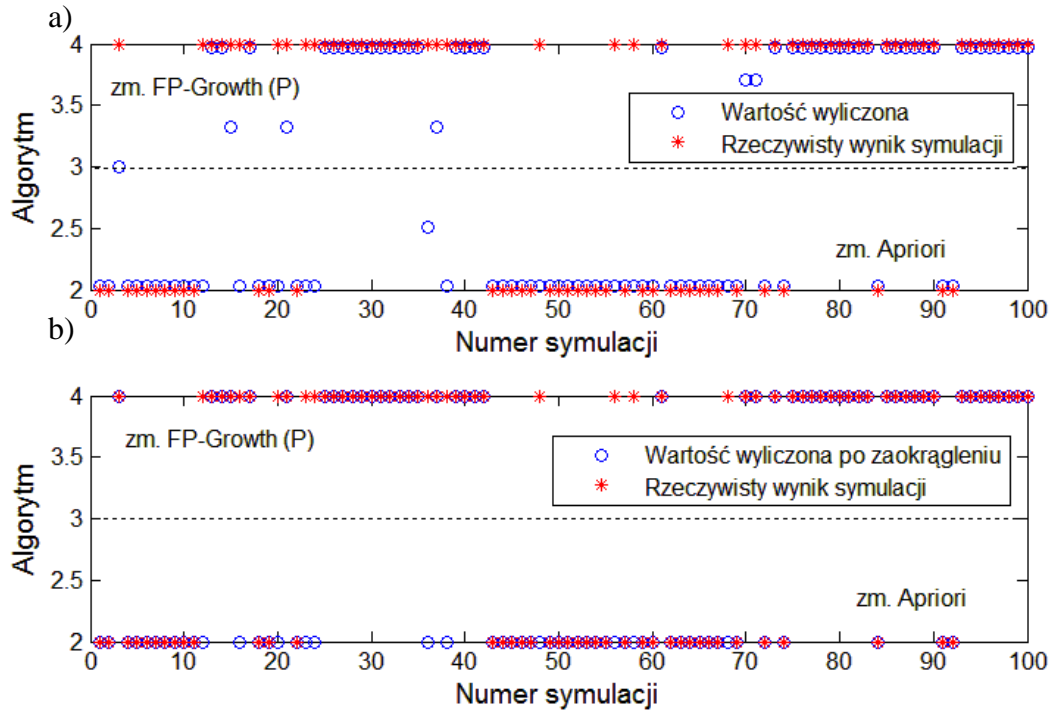 a)
4
zm. FP-Growth (P)
3.5
Wartość wyliczona
Rzeczywisty wynik symulacji
3
Algorytm
2.5
zm. Apriori
2
0 10 20 30 40 50 60 70 80 90 100
Numer symulacji
b)
4
zm. FP-Growth (P)
3.5
Wartość wyliczona po zaokrągleniu
Rzeczywisty wynik symulacji
3
Algorytm
2.5
zm. Apriori
2
0 10 20 30 40 50 60 70 80 90 100
Numer symulacji